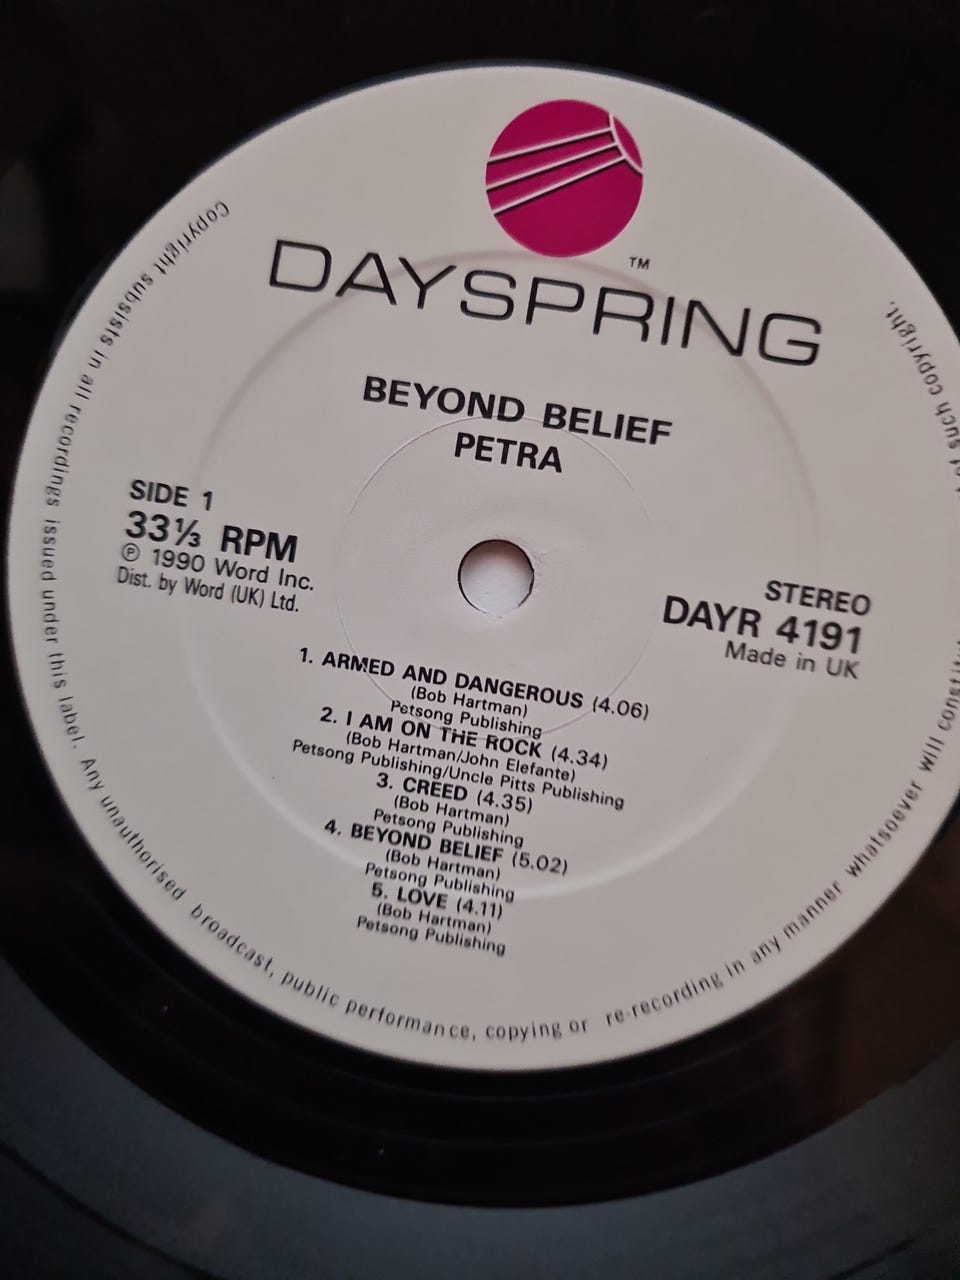 TM
DAYSPRING
BEYOND BELIEF
PETRA
SIDE 1
33⅓ RPM
℗ 1990 Word Inc.
Dist. by Word (UK) Ltd.
STEREO
DAYR 4191
Made in UK
1. ARMED AND DANGEROUS (4.06)
(Bob Hartman)
Petsong Publishing
2. I AM ON THE ROCK (4.34)
(Bob Hartman/John Elefante)
Petsong Publishing/Uncle Pitts Publishing
3. CREED (4.35)
(Bob Hartman)
Petsong Publishing
4. BEYOND BELIEF (5.02)
(Bob Hartman)
Petsong Publishing
5. LOVE (4.11)
(Bob Hartman)
Petsong Publishing
Copyright subsists in all recordings issued under this label. Any unauthorised broadcast, public performance, copying or re-recording in any manner whatsoever will of such copyright.